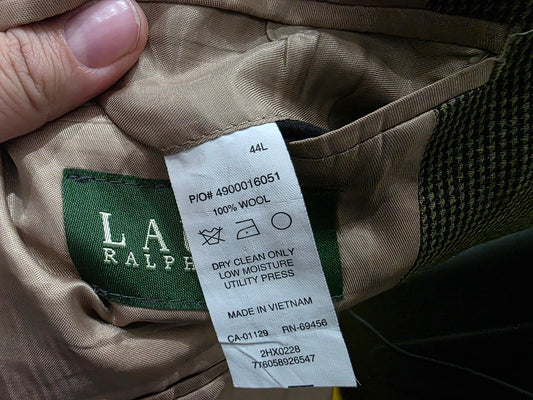 44L
P/O# 4900016051
100% WOOL
DRY CLEAN ONLY
LOW MOISTURE
UTILITY PRESS
MADE IN VIETNAM
CA-01129 RN-69456
2HX0228
776058926547
RALPH